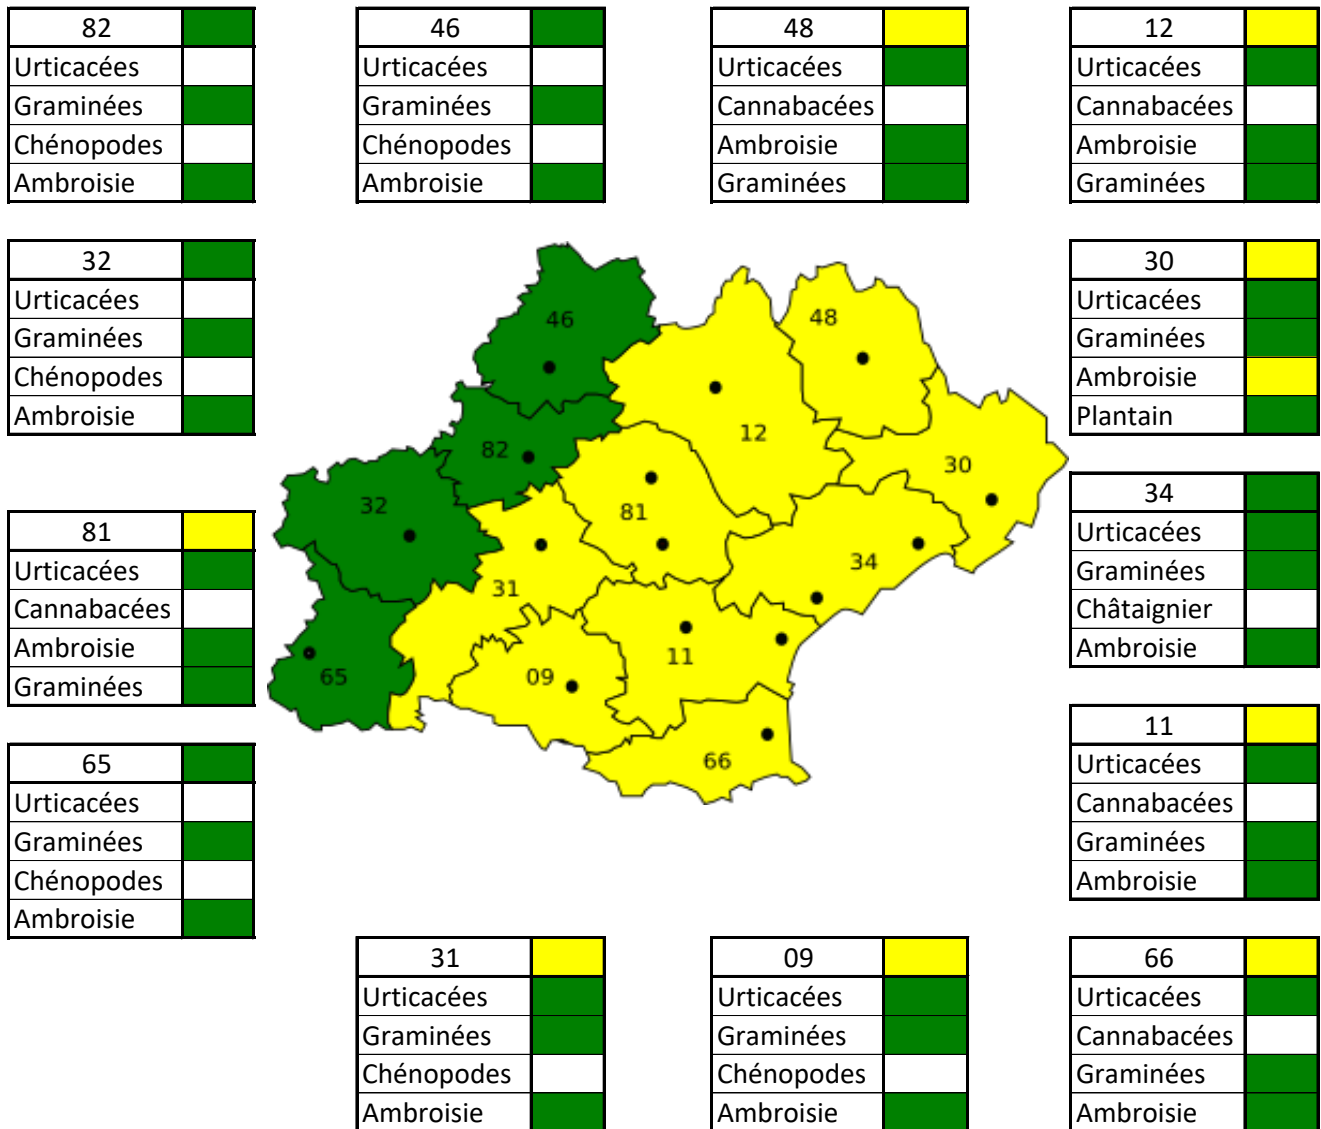 82
Urticacées
Graminées
Chénopodes
Ambroisie
46
Urticacées
Graminées
Chénopodes
Ambroisie
48
Urticacées
Cannabacées
Ambroisie
Graminées
12
Urticacées
Cannabacées
Ambroisie
Graminées
32
Urticacées
Graminées
Chénopodes
Ambroisie
30
Urticacées
Graminées
Ambroisie
Plantain
46
48
12
82
30
32
81
34
31
11
09
65
66
81
Urticacées
Cannabacées
Ambroisie
Graminées
34
Urticacées
Graminées
Châtaignier
Ambroisie
65
Urticacées
Graminées
Chénopodes
Ambroisie
11
Urticacées
Cannabacées
Graminées
Ambroisie
31
Urticacées
Graminées
Chénopodes
Ambroisie
09
Urticacées
Graminées
Chénopodes
Ambroisie
66
Urticacées
Cannabacées
Graminées
Ambroisie